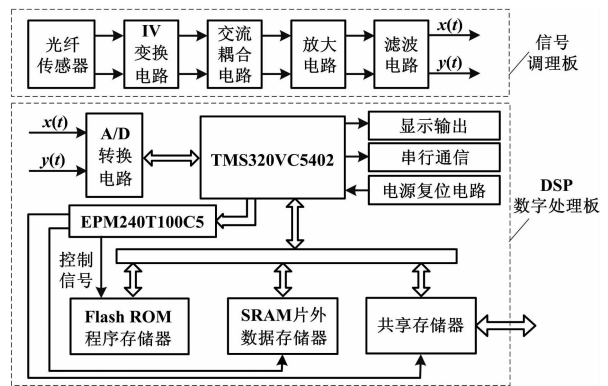 光纤
传感器
IV
变换
电路
交流
耦合
电路
放大
电路
滤波
电路
x(t)
y(t)
信号
调理板
x(t)
y(t)
A/D
转换
电路
TMS320VC5402
显示输出
串行通信
电源复位电路
DSP
数字处理板
EPM240T100C5
控制
信号
Flash ROM
程序存储器
SRAM片外
数据存储器
共享存储器